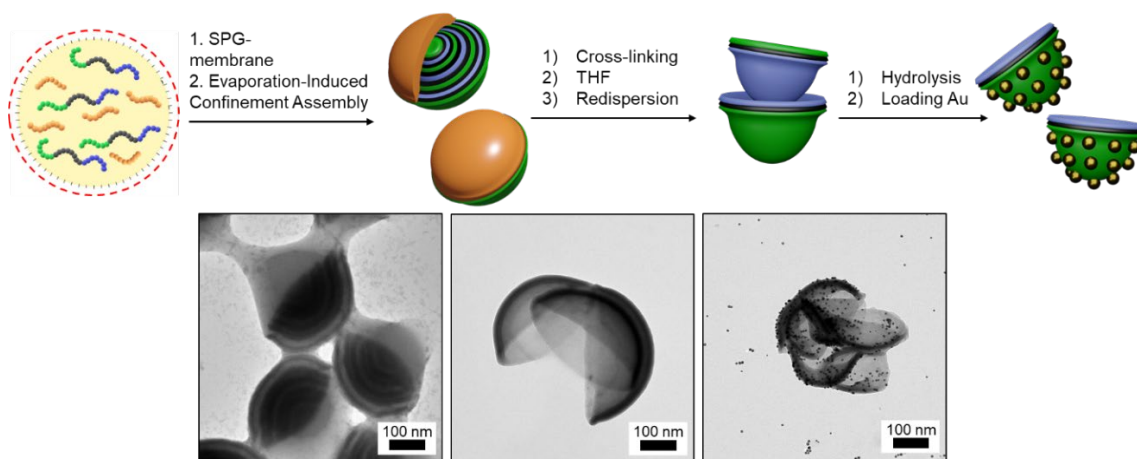 1. SPG-
membrane
2. Evaporation-Induced
Confinement Assembly
1) Cross-linking
2) THF
3) Redispersion
1) Hydrolysis
2) Loading Au
100 nm
100 nm
100 nm